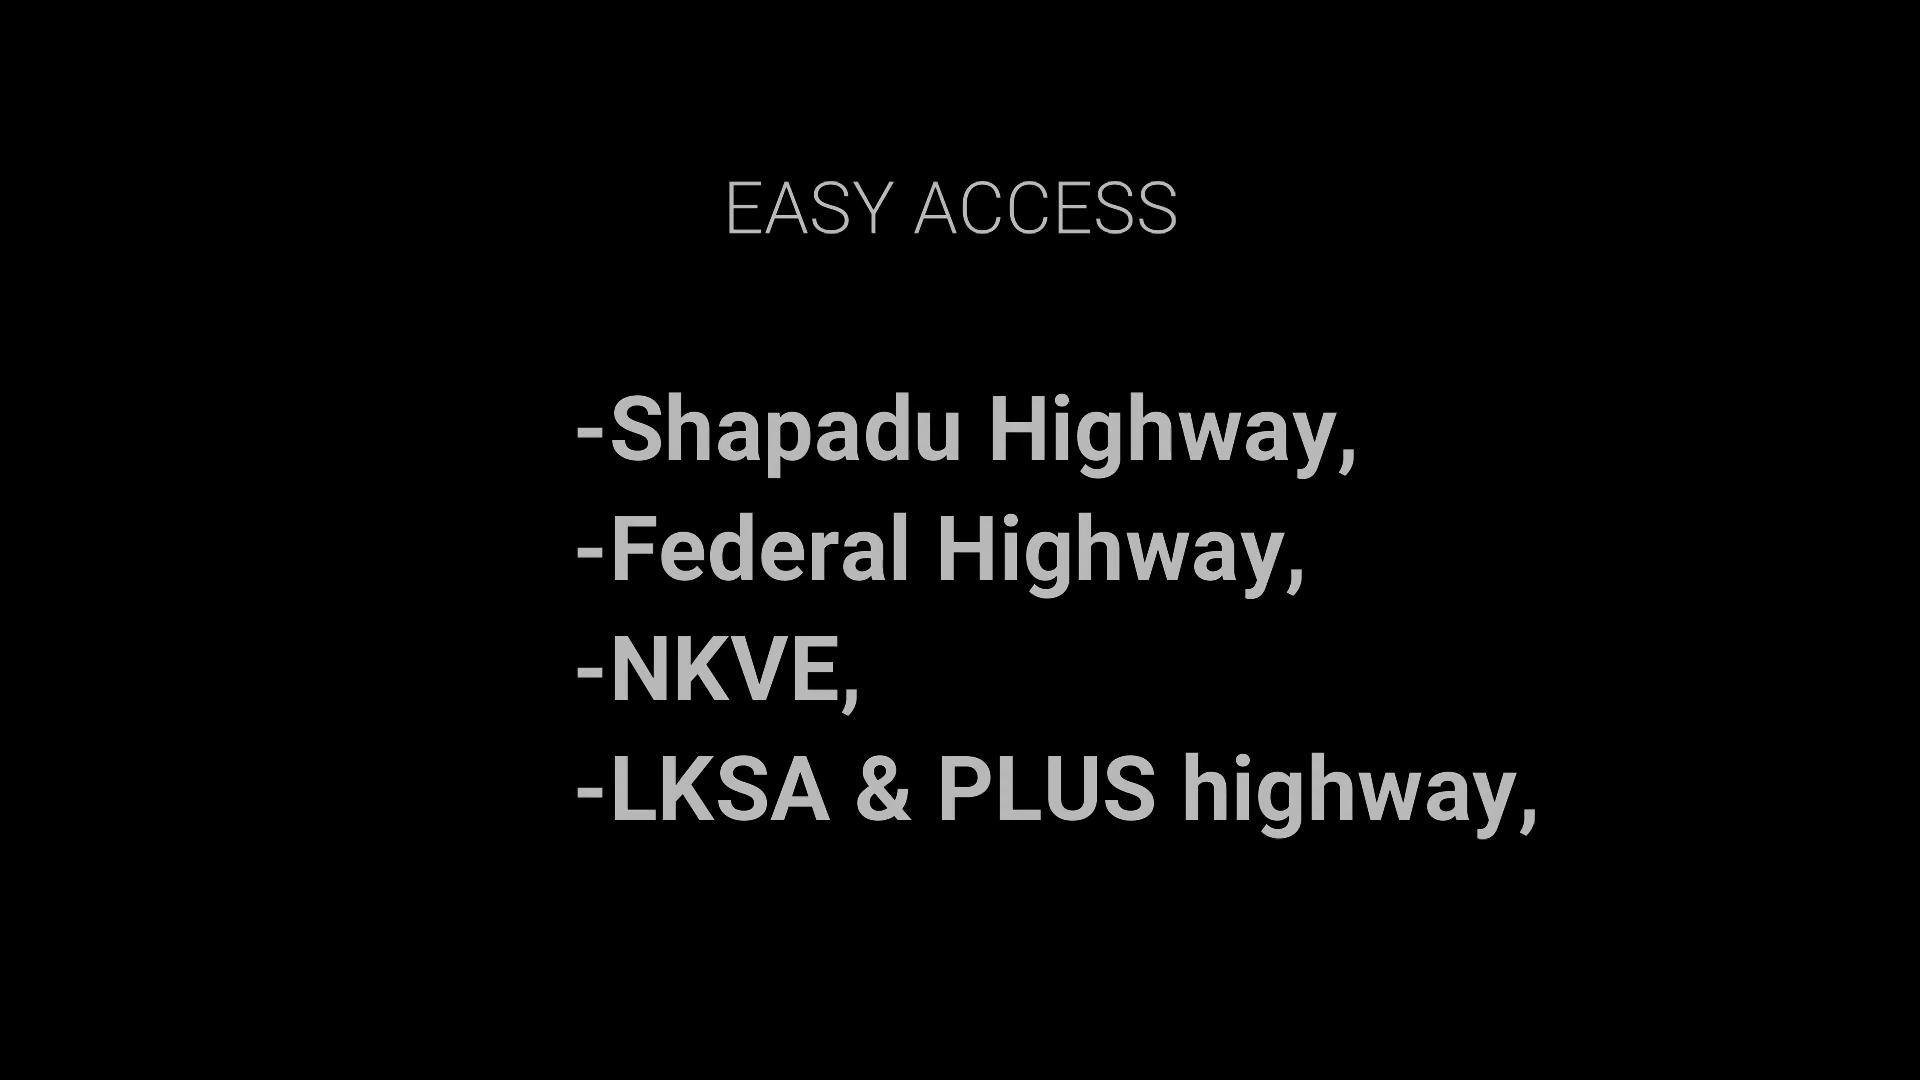 EASY ACCESS
-Shapadu Highway,
-Federal Highway,
-NKVE,
-LKSA & PLUS highway,